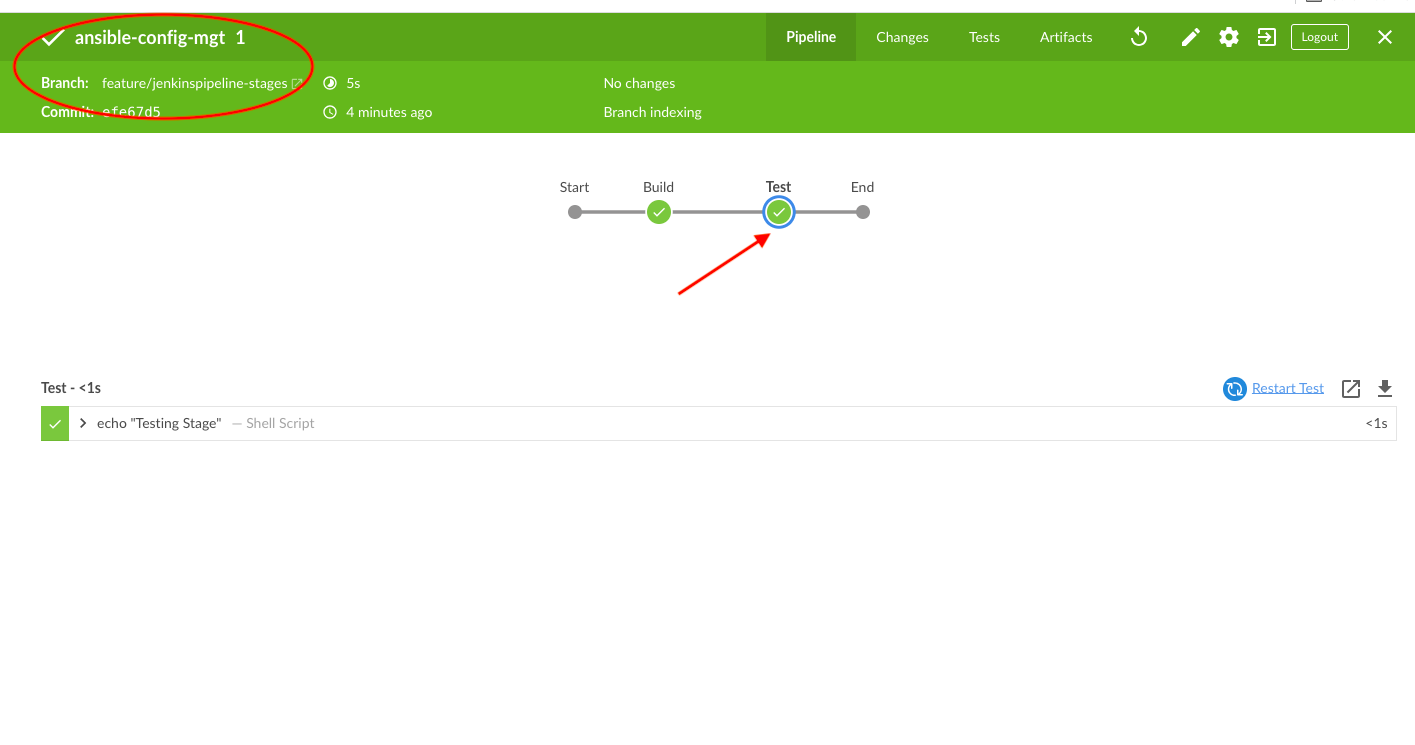 ansible-config-mgt 1
Pipeline Changes Tests Artifacts Logout
Branch: feature/jenkinspipeline-stages 5s No changes
Commit: efe67d5 4 minutes ago Branch indexing
Start Build Test End
Test - <1s Restart Test
echo "Testing Stage" — Shell Script <1s